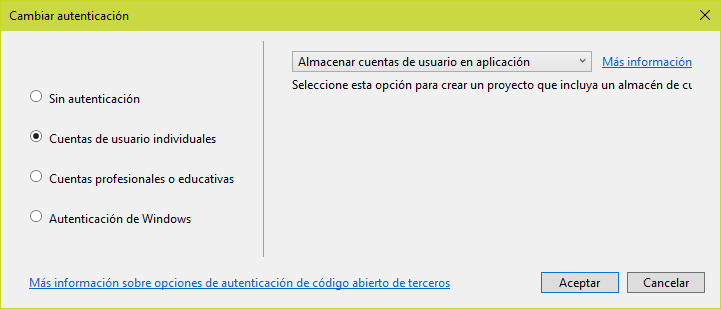 Cambiar autenticación
Almacenar cuentas de usuario en aplicación
Más información
Seleccione esta opción para crear un proyecto que incluya un almacén de cu
Sin autenticación
Cuentas de usuario individuales
Cuentas profesionales o educativas
Autenticación de Windows
Más información sobre opciones de autenticación de código abierto de terceros
Aceptar
Cancelar